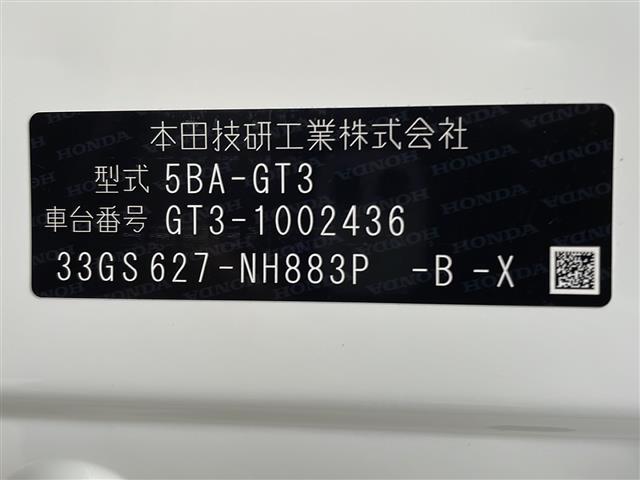 本田技研工業株式会社
型式 5BA-GT3
車台番号 GT3-1002436
33GS627-NH883P -B -X